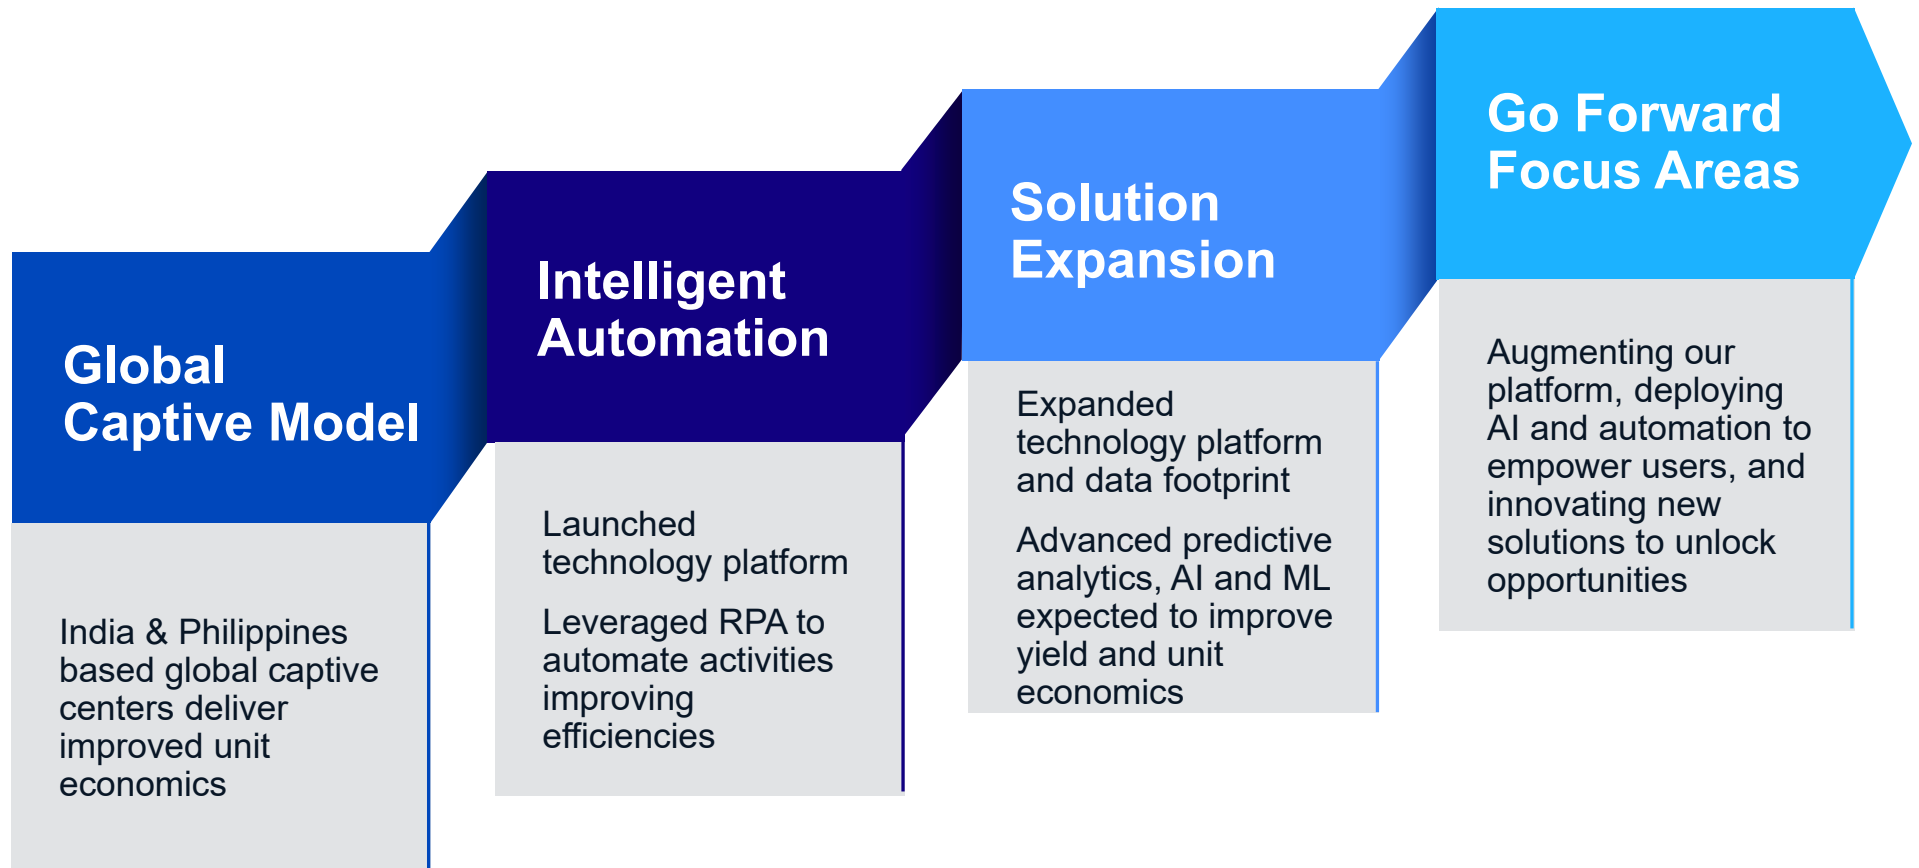 Global
Captive Model
India & Philippines
based global captive
centers deliver
improved unit
economics
Intelligent
Automation
Launched
technology platform
Leveraged RPA to
automate activities
improving
efficiencies
Solution
Expansion
Expanded
technology platform
and data footprint
Advanced predictive
analytics, AI and ML
expected to improve
yield and unit
economics
Go Forward
Focus Areas
Augmenting our
platform, deploying
AI and automation to
empower users, and
innovating new
solutions to unlock
opportunities